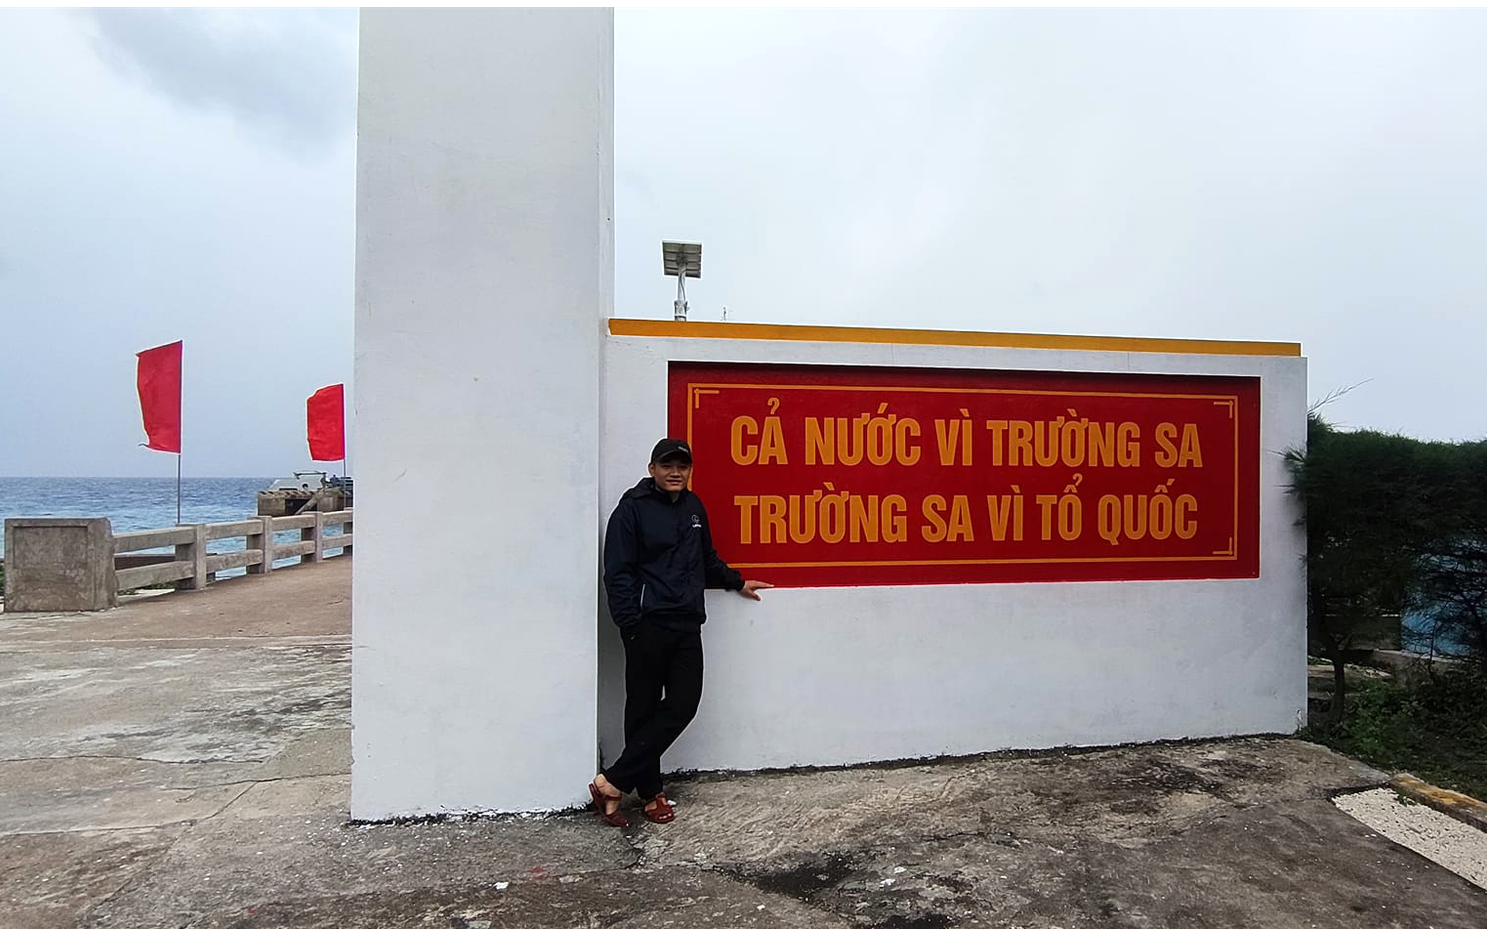 CẢ NƯỚC VÌ TRƯỜNG SA
TRƯỜNG SA VÌ TỔ QUỐC